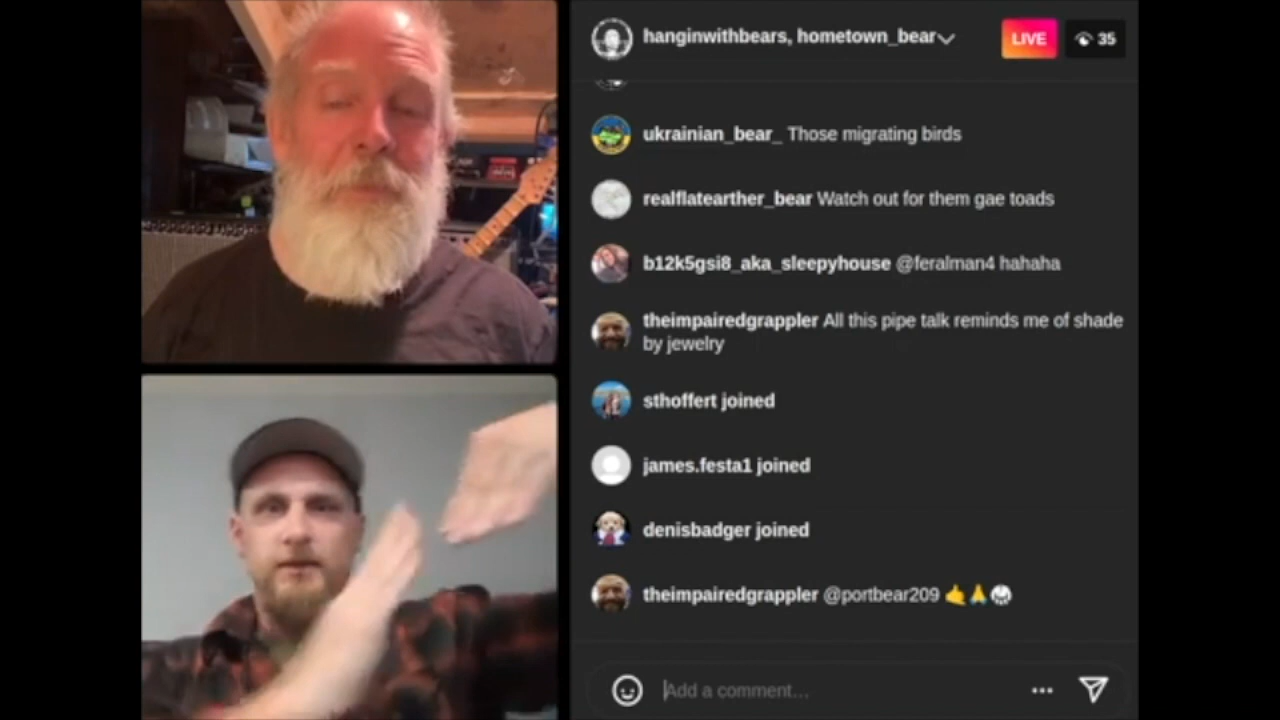 hanginwithbears, hometown_bear
LIVE
35
ukrainian_bear_ Those migrating birds
realflatearther_bear Watch out for them gae toads
b12k5gsi8_aka_sleepyhouse @feralman4 hahaha
theimpairedgrappler All this pipe talk reminds me of shade
by jewelry
sthoffert joined
james.festa1 joined
denisbadger joined
theimpairedgrappler @portbear209 🤙🙏🥋
Add a comment…